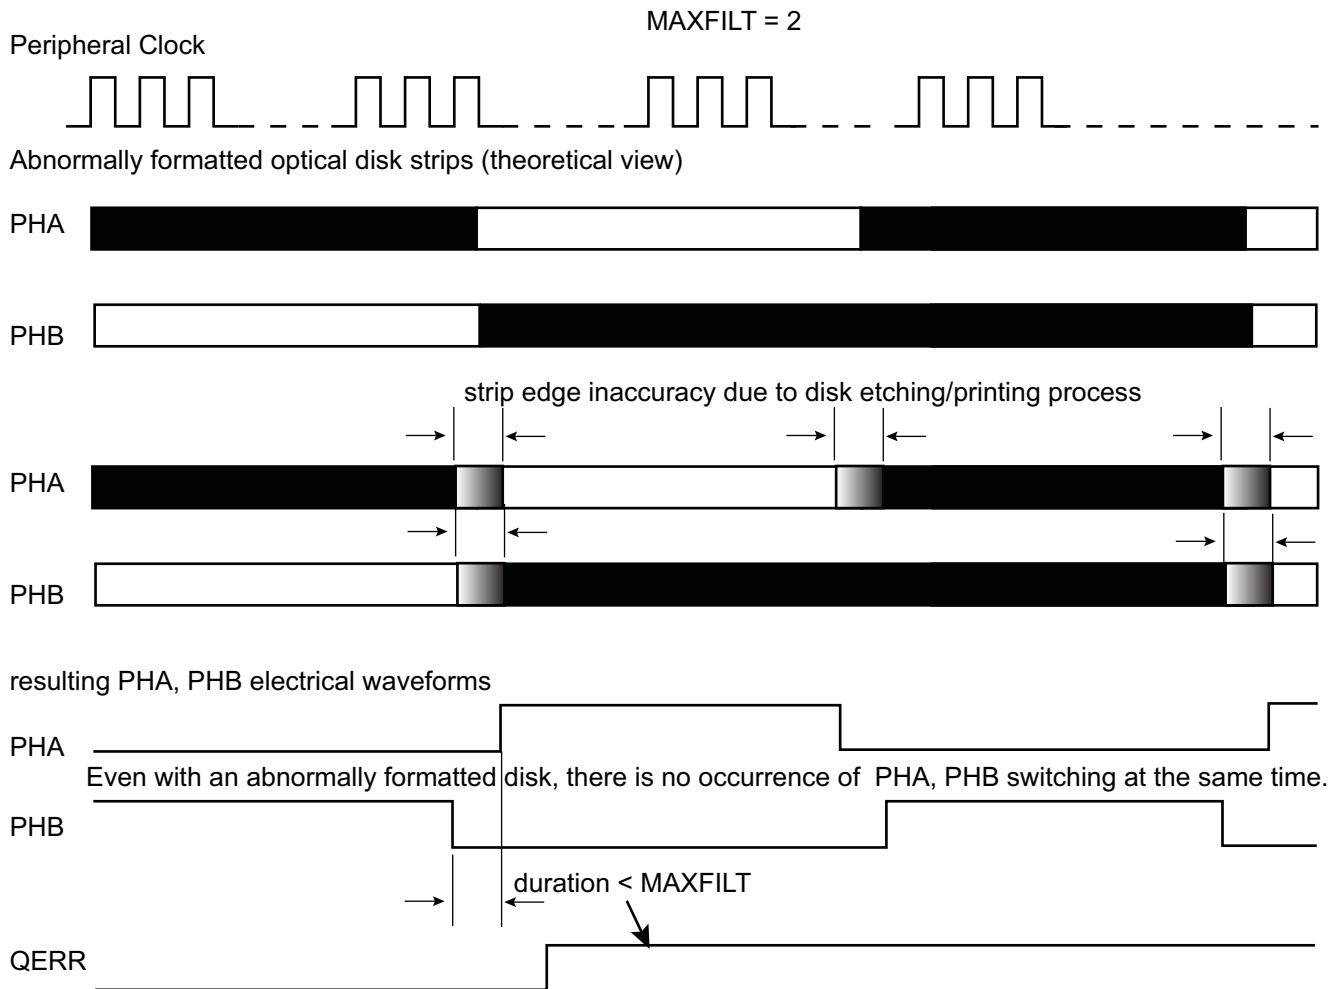 MAXFILT = 2
Peripheral Clock
Abnormally formatted optical disk strips (theoretical view)
PHA
PHB
strip edge inaccuracy due to disk etching/printing process
PHA
PHB
resulting PHA, PHB electrical waveforms
PHA
Even with an abnormally formatted disk, there is no occurrence of PHA, PHB switching at the same time.
PHB
duration < MAXFILT
QERR